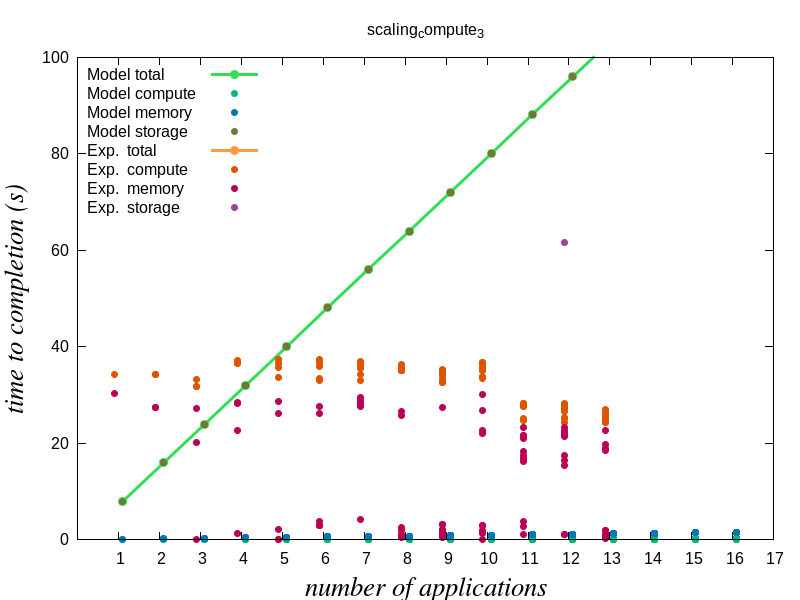 scaling_compute_3
100
80
60
40
20
0
Model total
Model compute
Model memory
Model storage
Exp. total
Exp. compute
Exp. memory
Exp. storage
time to completion (s)
1 2 3 4 5 6 7 8 9 10 11 12 13 14 15 16 17
number of applications